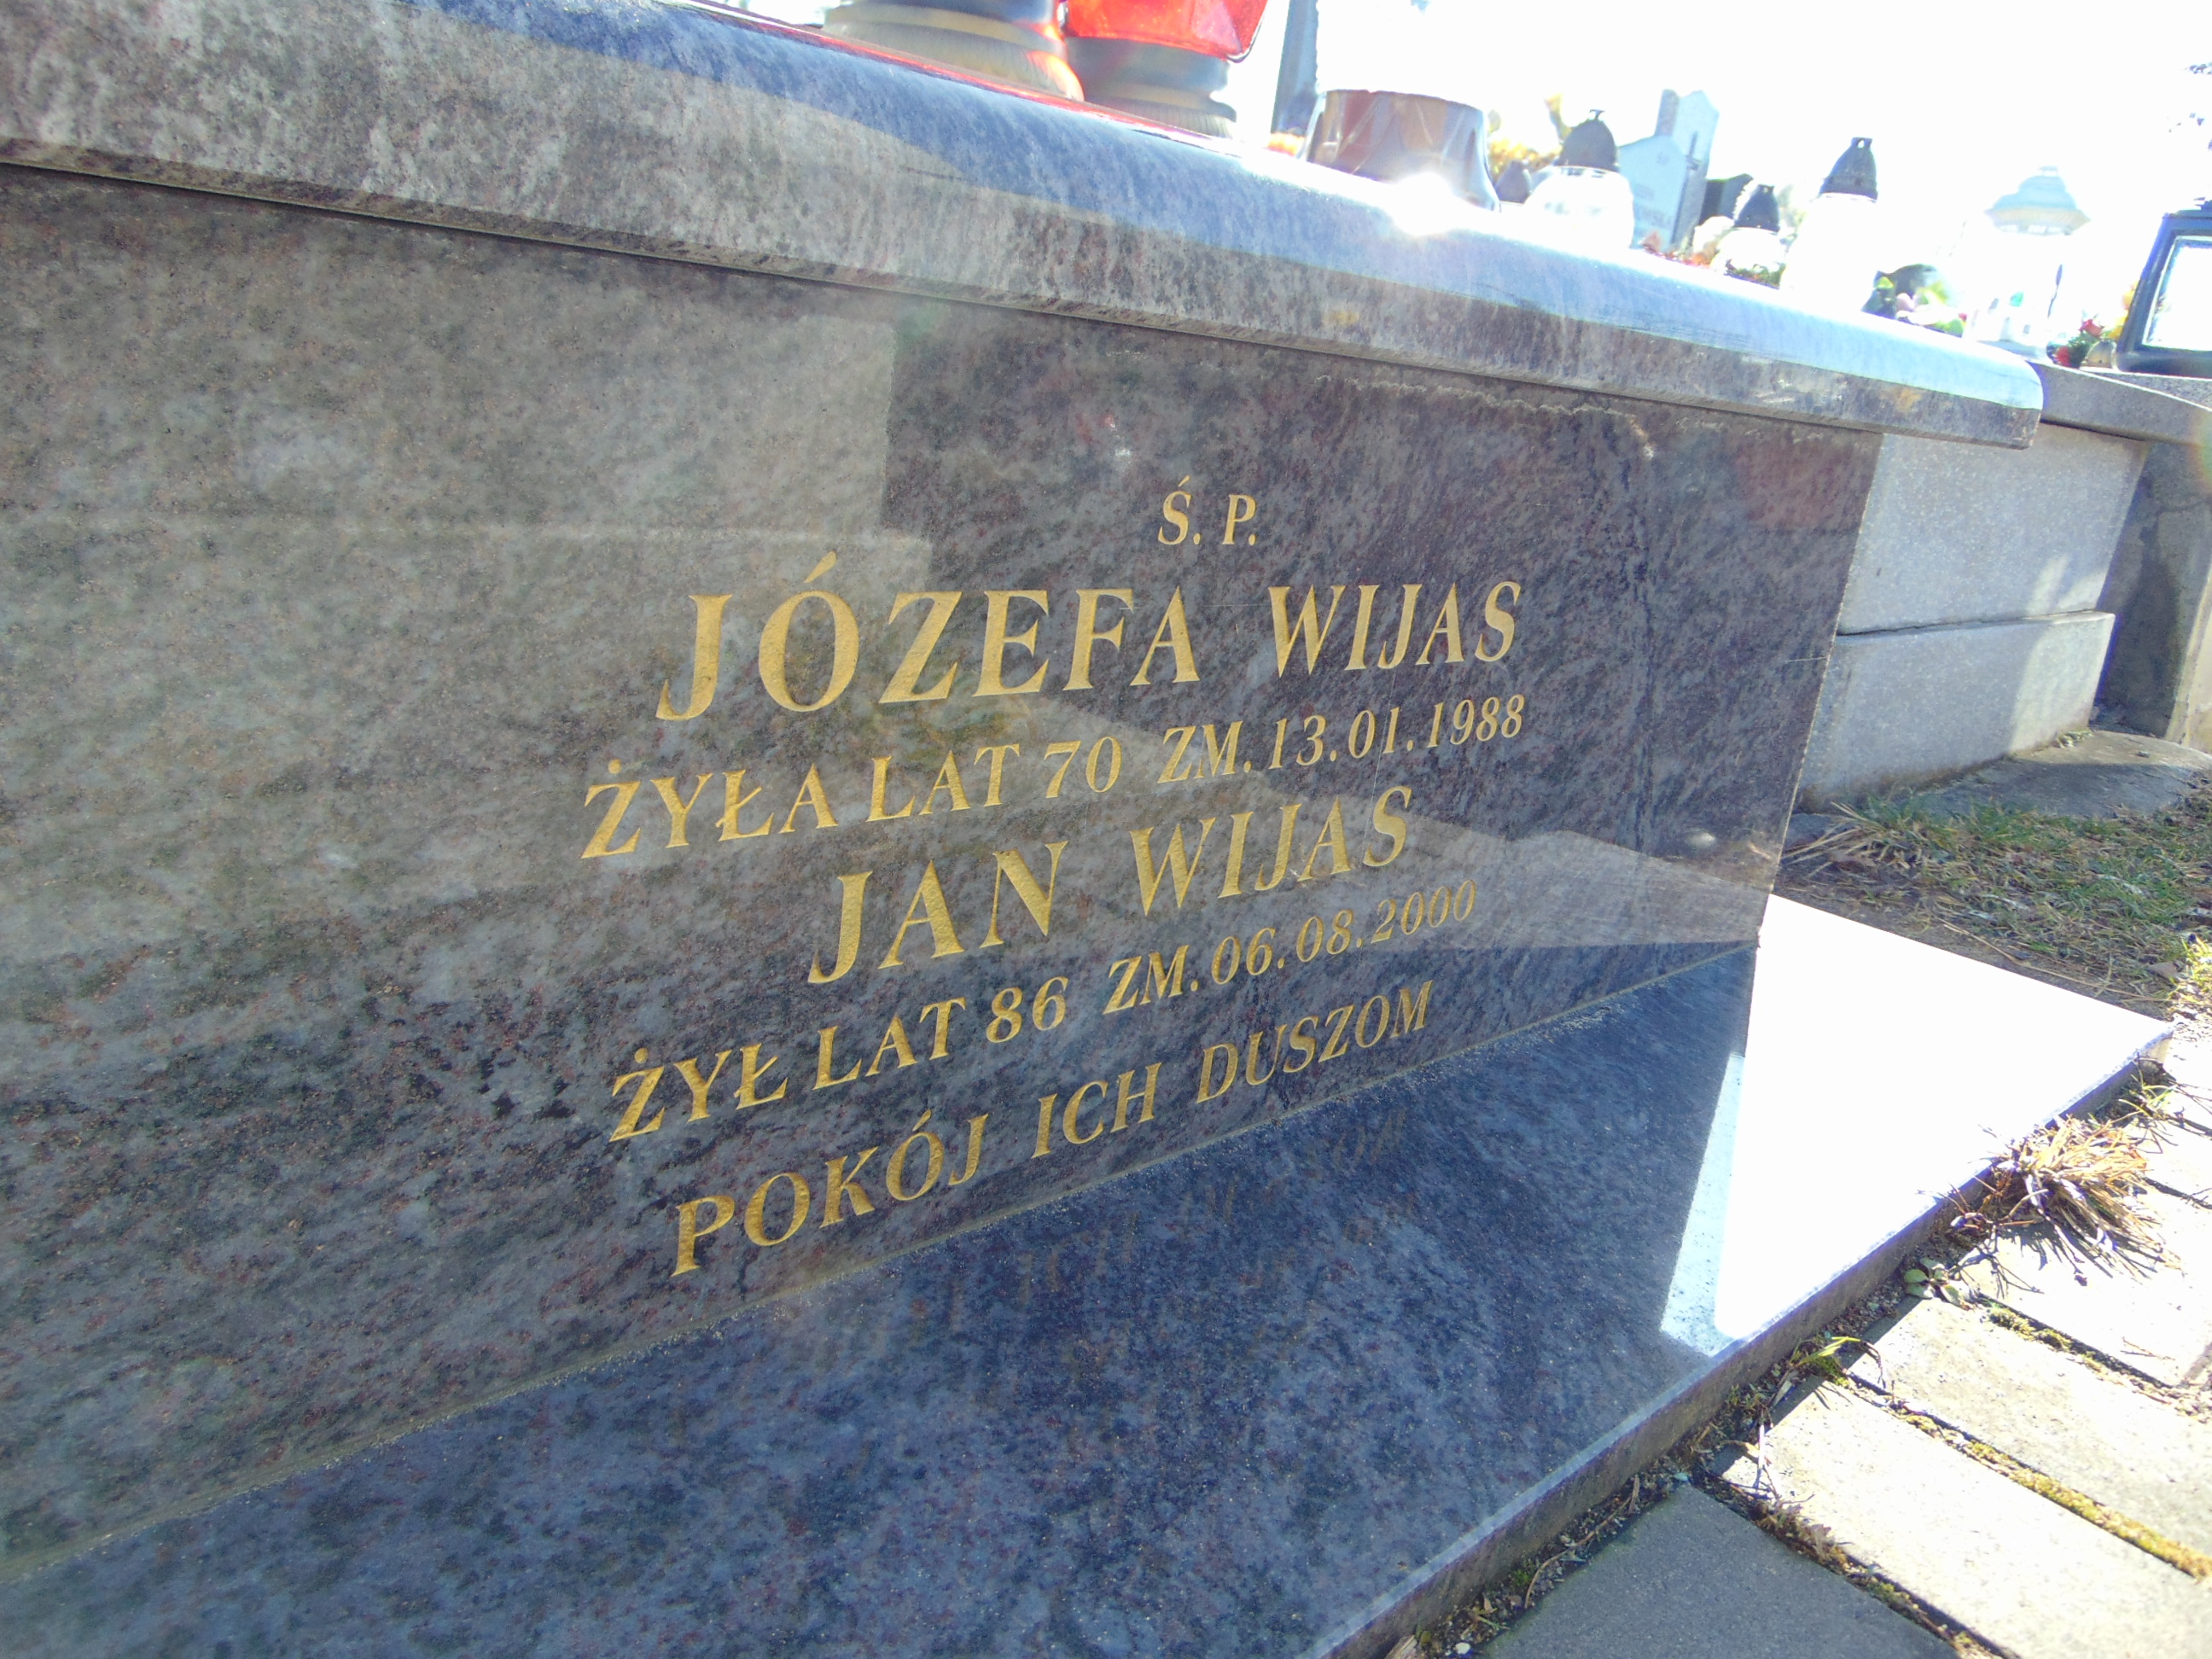 Ś. P.
JÓZEFA WIJAS
ŻYŁA LAT 70 ZM. 13.01.1988
JAN WIJAS
ŻYŁ LAT 86 ZM. 06.08.2000
POKÓJ ICH DUSZOM